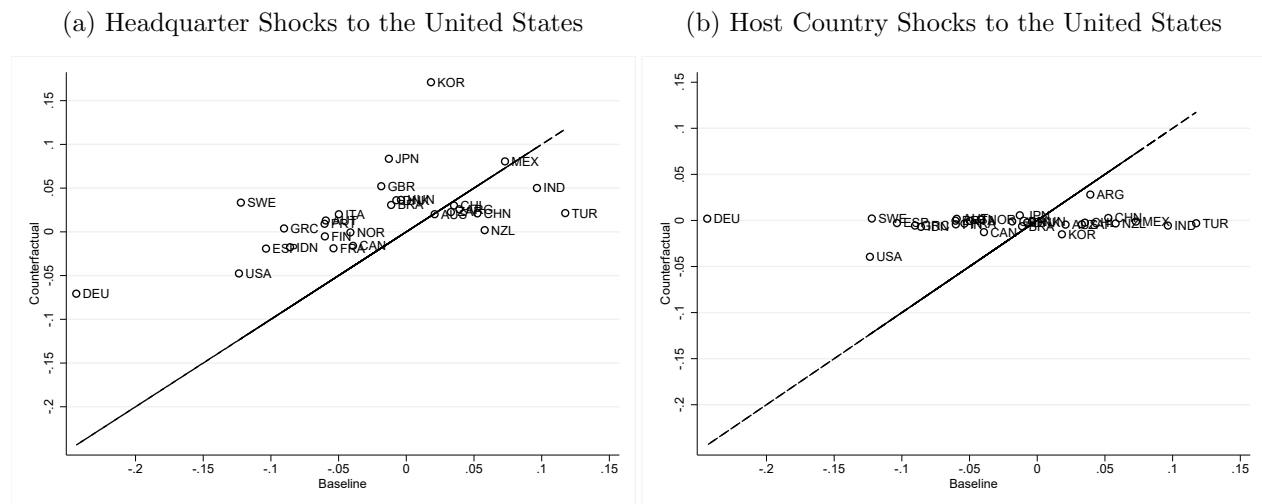 (a) Headquarter Shocks to the United States
.15
.1
.05
0
-.05
-.1
-.15
-.2
Counterfactual
KOR
JPN
MEX
GBR
IND
SWE
BRA
ITA
TUR
CHN
GRC
NOR
NZL
FIN
ESP
IDN
FRA
CAN
USA
DEU
-.2 -.15 -.1 -.05 0 .05 .1 .15
Baseline
(b) Host Country Shocks to the United States
.15
.1
.05
0
-.05
-.1
-.15
-.2
Counterfactual
ARG
DEU
SWE
JPN
CHN
MEX
TUR
ESP
NOR
NZL
IND
CAN
BRA
KOR
USA
-.2 -.15 -.1 -.05 0 .05 .1 .15
Baseline